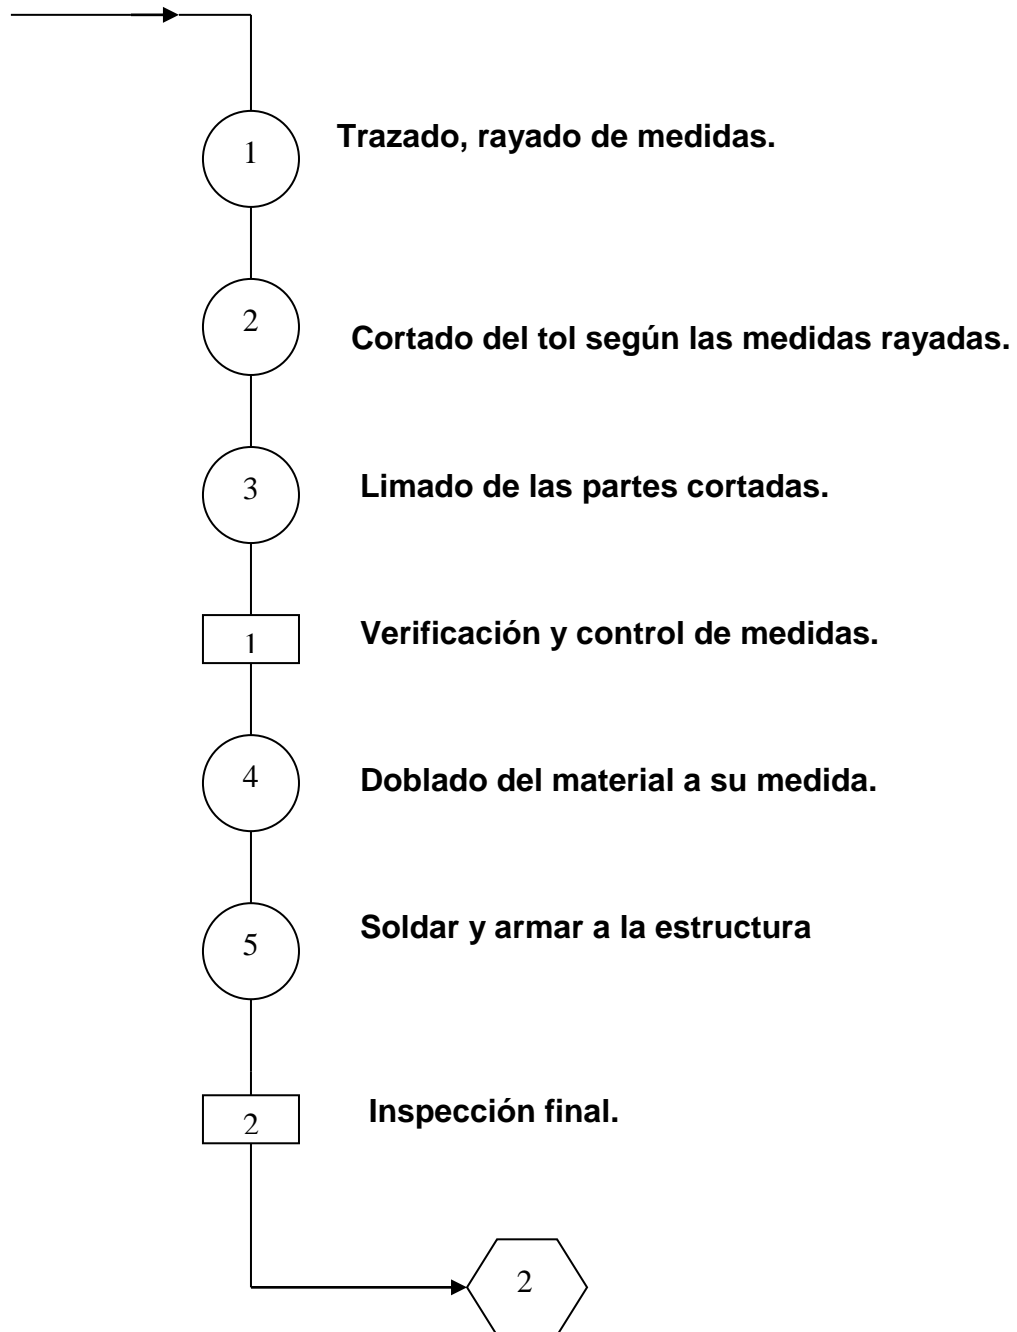 1
Trazado, rayado de medidas.
2
Cortado del tol según las medidas rayadas.
3
Limado de las partes cortadas.
1
Verificación y control de medidas.
4
Doblado del material a su medida.
5
Soldar y armar a la estructura
2
Inspección final.
2